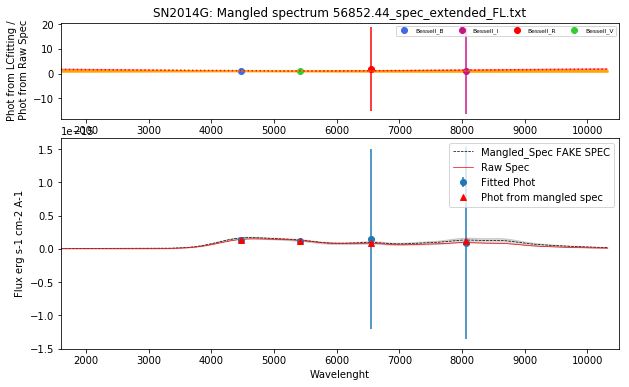 SN2014G: Mangled spectrum 56852.44_spec_extended_FL.txt
Phot from LCfitting /
Phot from Raw Spec
20
10
0
−10
Bessell_B
Bessell_I
Bessell_R
Bessell_V
2000 3000 4000 5000 6000 7000 8000 9000 10000
1e−15
Flux erg s-1 cm-2 A-1
1.5
1.0
0.5
0.0
−0.5
−1.0
−1.5
Mangled_Spec FAKE SPEC
Raw Spec
Fitted Phot
Phot from mangled spec
2000 3000 4000 5000 6000 7000 8000 9000 10000
Wavelenght